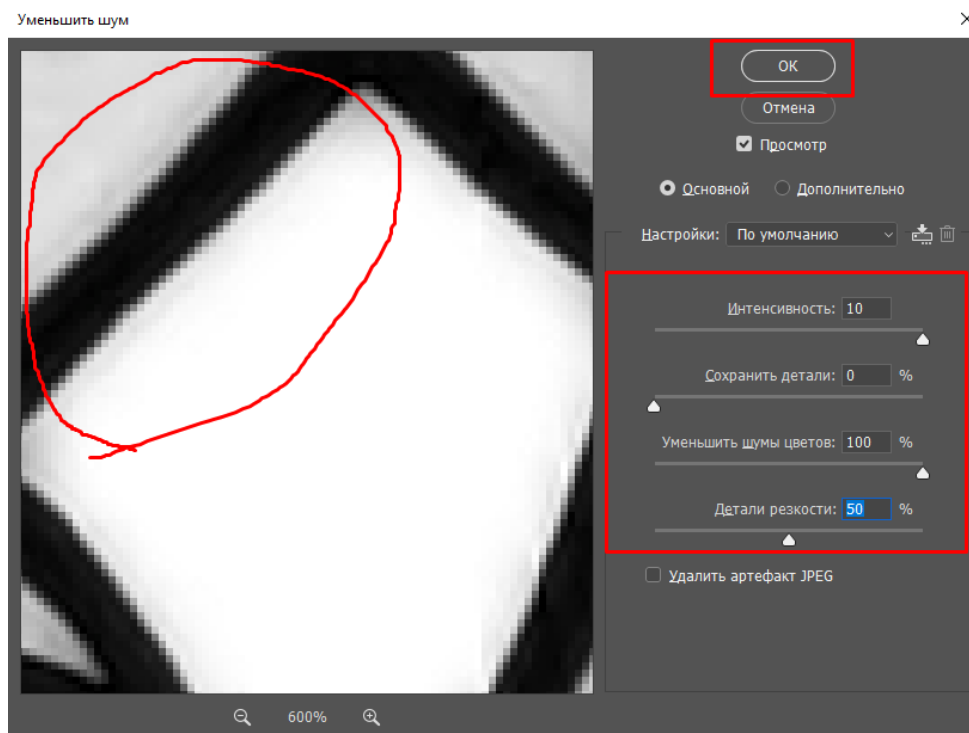 Уменьшить шум
ОК
Отмена
Просмотр
Основной Дополнительно
Настройки: По умолчанию
Интенсивность: 10
Сохранить детали: 0 %
Уменьшить шумы цветов: 100 %
Детали резкости: 50 %
Удалить артефакт JPEG
600%